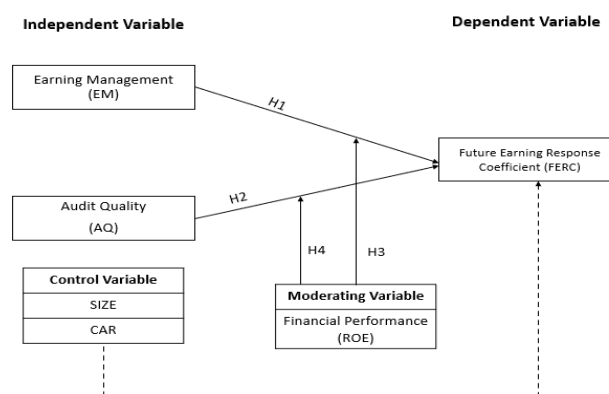 Independent Variable
Dependent Variable
Earning Management
(EM)
H1
Future Earning Response
Coefficient (FERC)
Audit Quality
(AQ)
H2
H4
H3
Control Variable
SIZE
CAR
Moderating Variable
Financial Performance
(ROE)